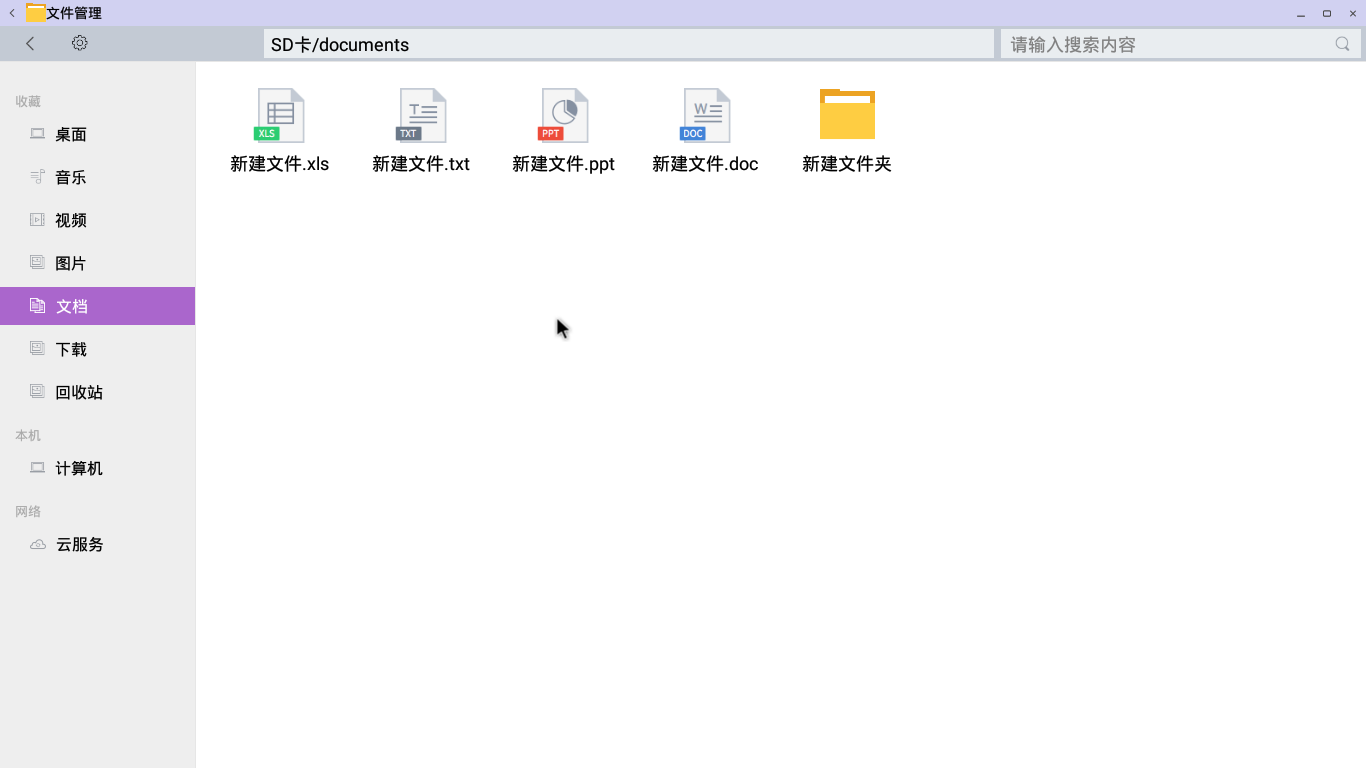 文件管理
SD卡/documents
请输入搜索内容
收藏
桌面
音乐
视频
图片
文档
下载
回收站
本机
计算机
网络
云服务
XLS
新建文件.xls
T
TXT
新建文件.txt
PPT
新建文件.ppt
W
DOC
新建文件.doc
新建文件夹